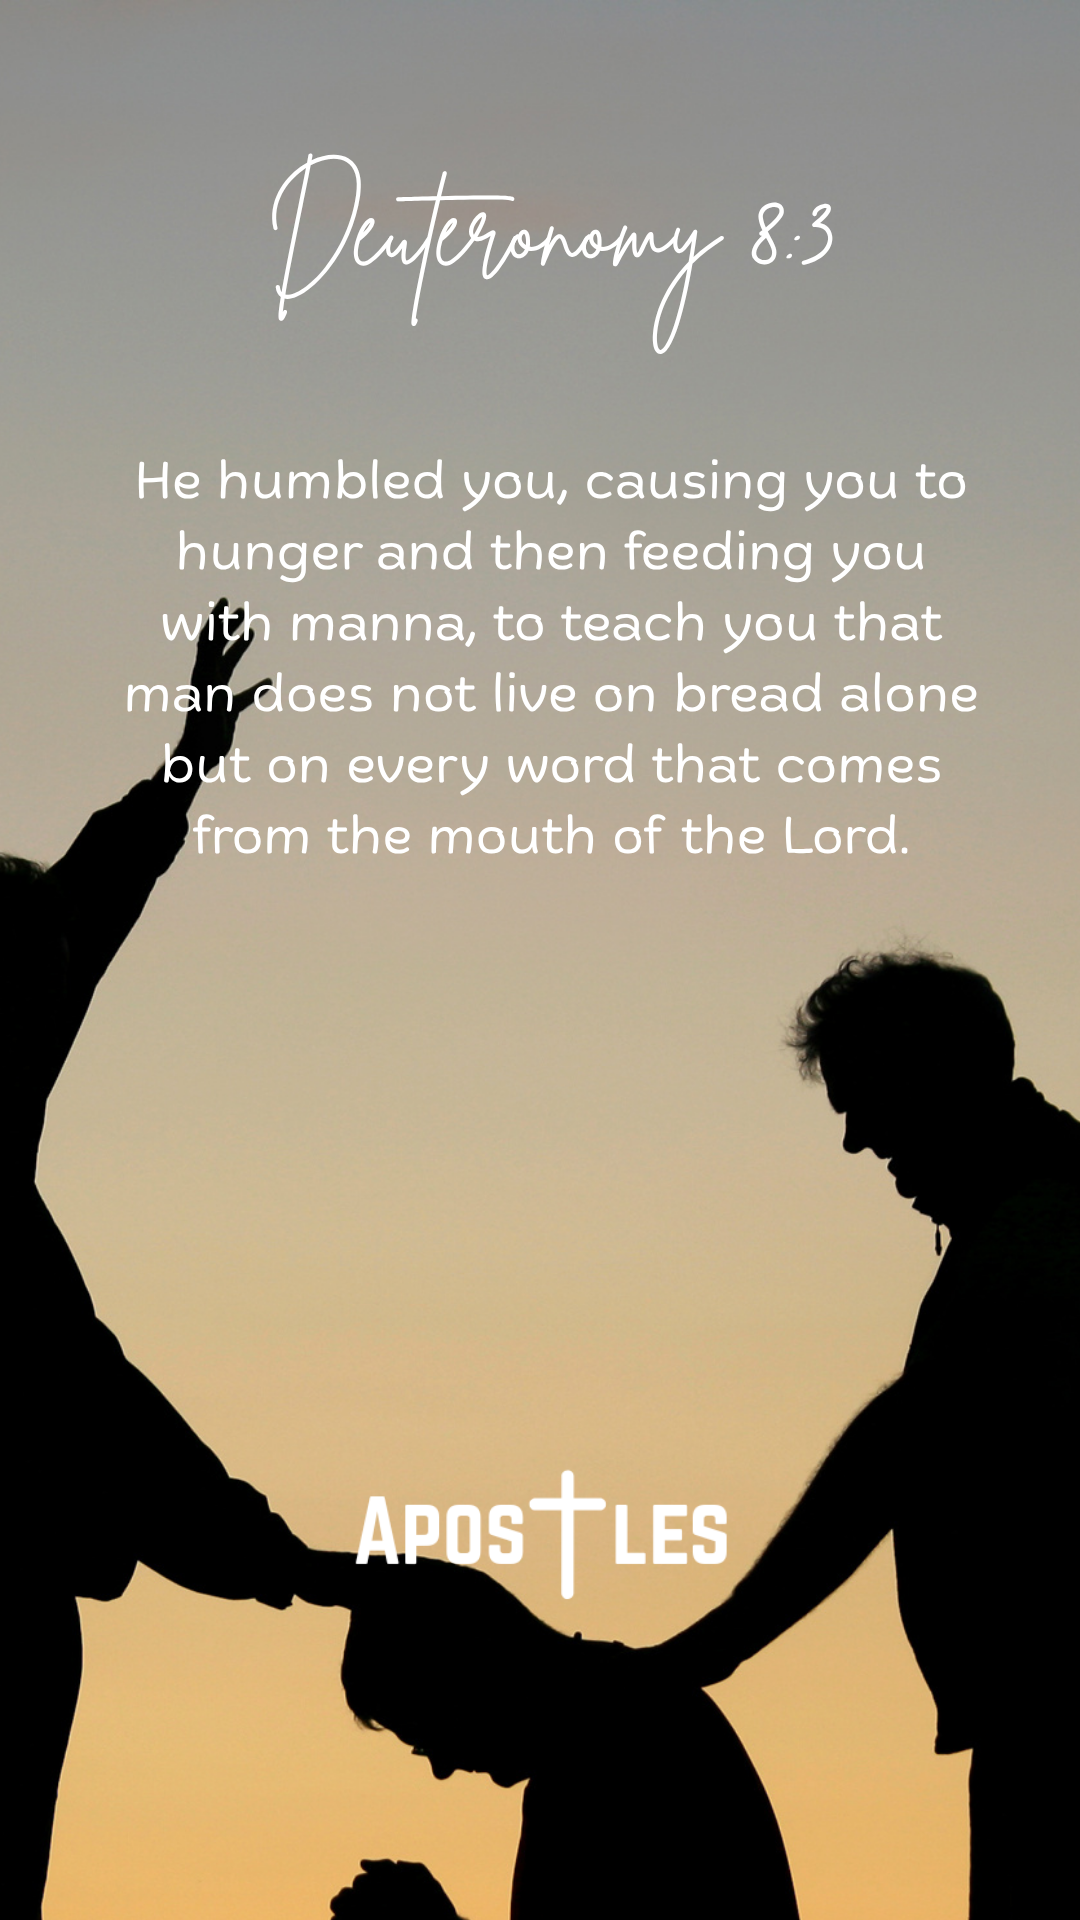 Deuteronomy 8:3
He humbled you, causing you to
hunger and then feeding you
with manna, to teach you that
man does not live on bread alone
but on every word that comes
from the mouth of the Lord.
APOSTLES